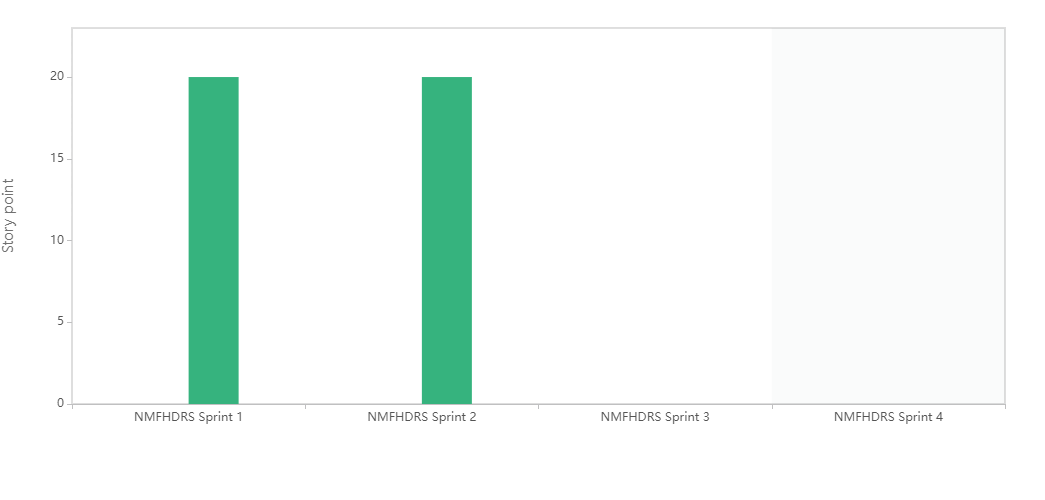 Story point
20
15
10
5
0
NMFHDRS Sprint 1
NMFHDRS Sprint 2
NMFHDRS Sprint 3
NMFHDRS Sprint 4